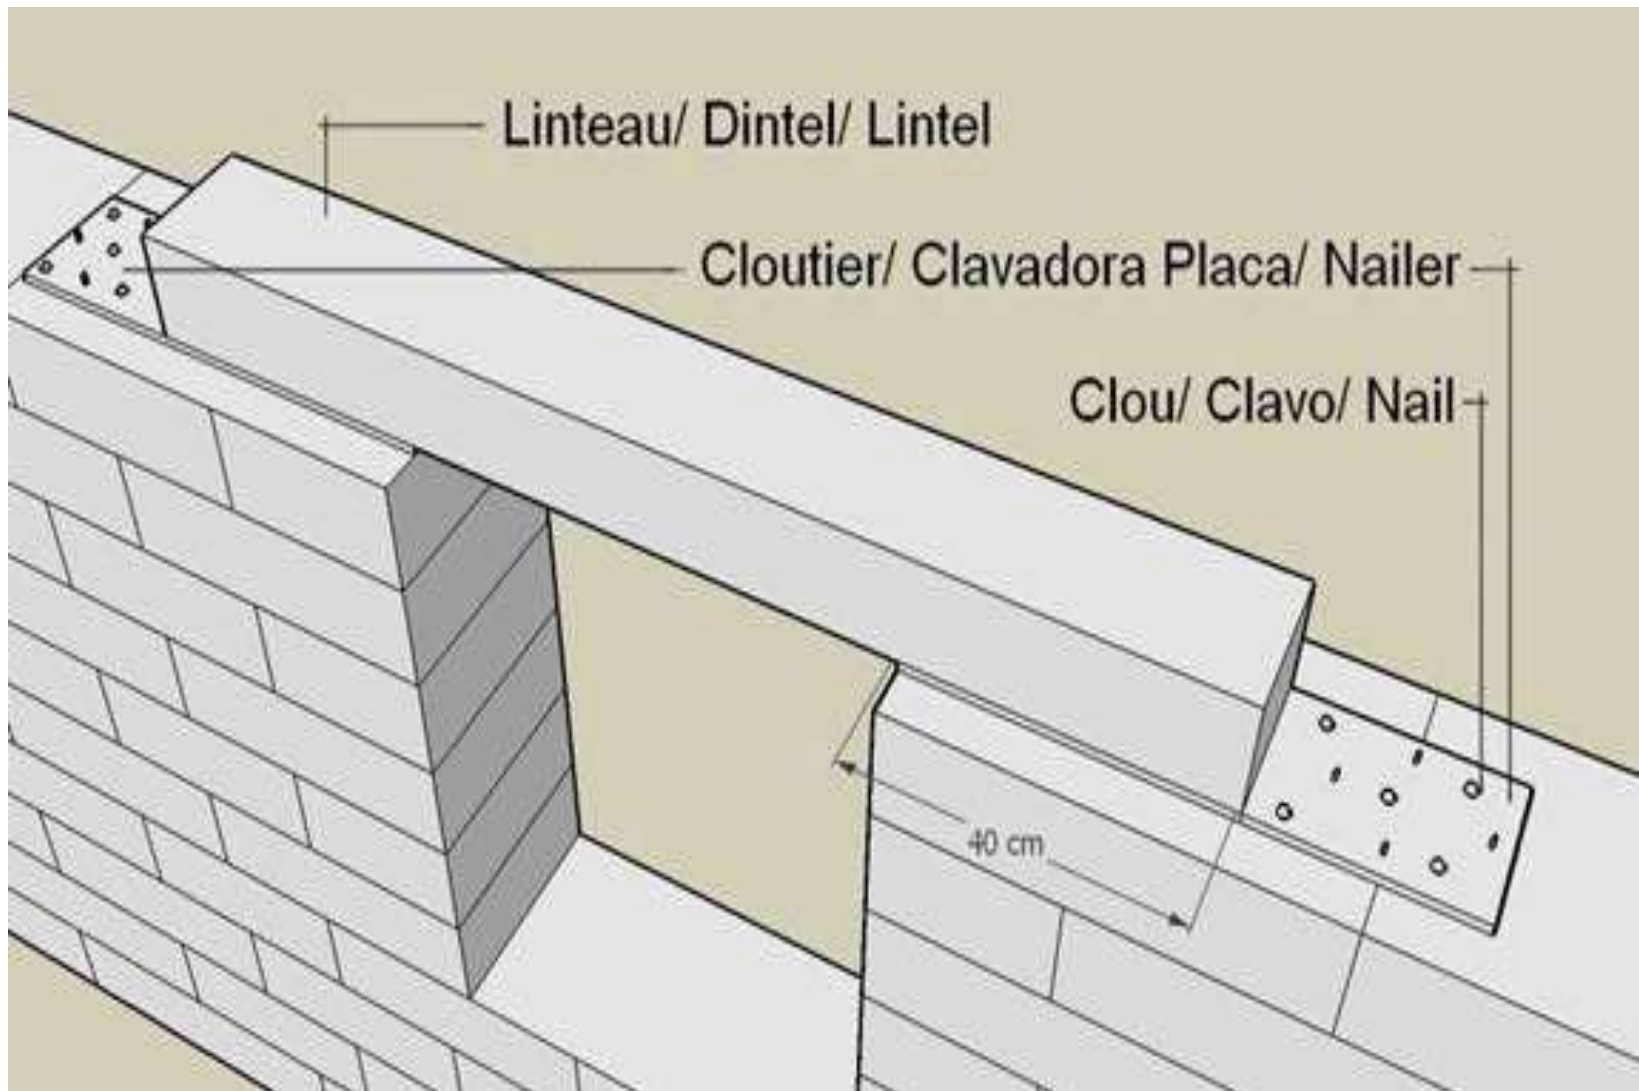 Linteau/ Dintel/ Lintel
Cloutier/ Clavadora Placa/ Nailer
Clou/ Clavo/ Nail
40 cm